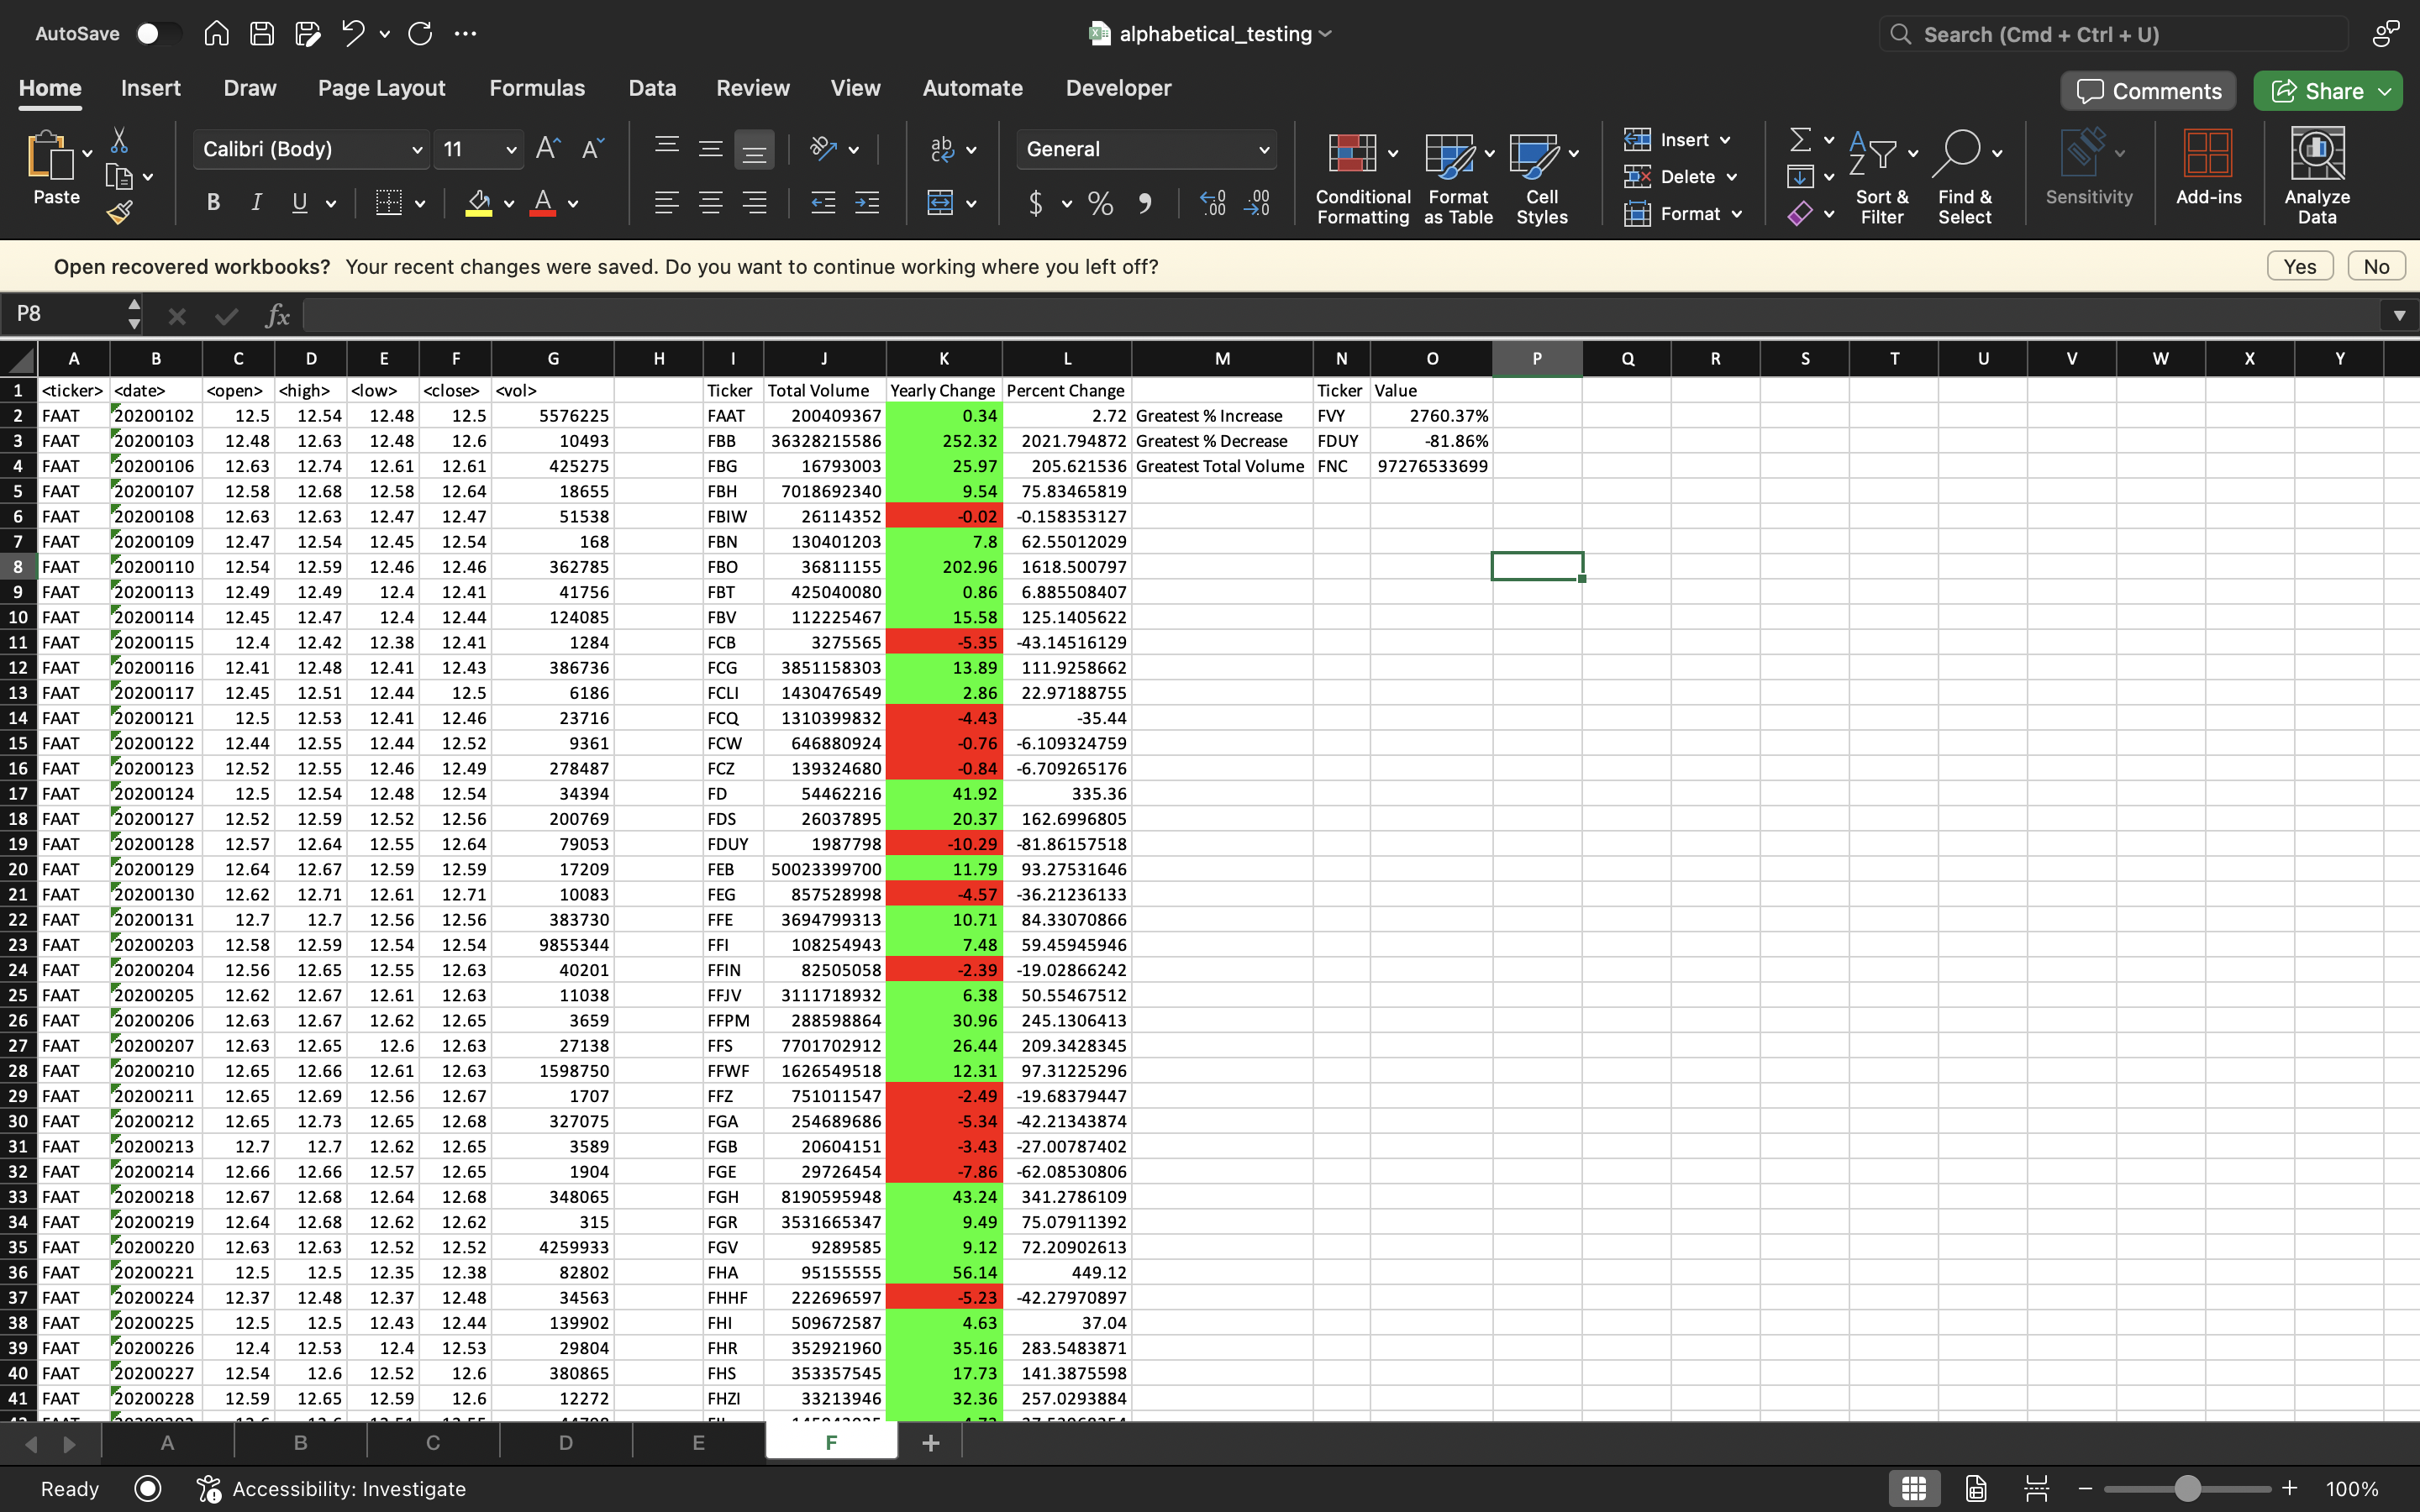 AutoSave alphabetical_testing Search (Cmd + Ctrl + U)
Home Insert Draw Page Layout Formulas Data Review View Automate Developer Comments Share
Paste Calibri (Body) 11 General Conditional Formatting Format as Table Cell Styles Insert Delete Format Sort & Filter Find & Select Sensitivity Add-ins Analyze Data
Open recovered workbooks? Your recent changes were saved. Do you want to continue working where you left off? Yes No
P8 fx
A B C D E F G H I J K L M N O P Q R S T U V W X Y
1 <ticker> <date> <open> <high> <low> <close> <vol> Ticker Total Volume Yearly Change Percent Change Ticker Value
2 FAAT 20200102 12.5 12.54 12.48 12.5 5576225 FAAT 200409367 0.34 2.72 Greatest % Increase FVY 2760.37%
3 FAAT 20200103 12.48 12.63 12.48 12.6 10493 FBB 36328215586 252.32 2021.794872 Greatest % Decrease FDUY -81.86%
4 FAAT 20200106 12.63 12.74 12.61 12.61 425275 FBG 16793003 25.97 205.621536 Greatest Total Volume FNC 97276533699
5 FAAT 20200107 12.58 12.68 12.58 12.64 18655 FBH 7018692340 9.54 75.83465819
6 FAAT 20200108 12.63 12.63 12.47 12.47 51538 FBIW 26114352 -0.02 -0.158353127
7 FAAT 20200109 12.47 12.54 12.45 12.54 168 FBN 130401203 7.8 62.55012029
8 FAAT 20200110 12.54 12.59 12.46 12.46 362785 FBO 36811155 202.96 1618.500797
9 FAAT 20200113 12.49 12.49 12.4 12.41 41756 FBT 425040080 0.86 6.885508407
10 FAAT 20200114 12.45 12.47 12.4 12.44 124085 FBV 112225467 15.58 125.1405622
11 FAAT 20200115 12.4 12.42 12.38 12.41 1284 FCB 3275565 -5.35 -43.14516129
12 FAAT 20200116 12.41 12.48 12.41 12.43 386736 FCG 3851158303 13.89 111.9258662
13 FAAT 20200117 12.45 12.51 12.44 12.5 6186 FCLI 1430476549 2.86 22.97188755
14 FAAT 20200121 12.5 12.53 12.41 12.46 23716 FCQ 1310399832 -4.43 -35.44
15 FAAT 20200122 12.44 12.55 12.44 12.52 9361 FCW 646880924 -0.76 -6.109324759
16 FAAT 20200123 12.52 12.55 12.46 12.49 278487 FCZ 139324680 -0.84 -6.709265176
17 FAAT 20200124 12.5 12.54 12.48 12.54 34394 FD 54462216 41.92 335.36
18 FAAT 20200127 12.52 12.59 12.52 12.56 200769 FDS 26037895 20.37 162.6996805
19 FAAT 20200128 12.57 12.64 12.55 12.64 79053 FDUY 1987798 -10.29 -81.86157518
20 FAAT 20200129 12.64 12.67 12.59 12.59 17209 FEB 50023399700 11.79 93.27531646
21 FAAT 20200130 12.62 12.71 12.61 12.71 10083 FEG 857528998 -4.57 -36.21236133
22 FAAT 20200131 12.7 12.7 12.56 12.56 383730 FFE 3694799313 10.71 84.33070866
23 FAAT 20200203 12.58 12.59 12.54 12.54 9855344 FFI 108254943 7.48 59.45945946
24 FAAT 20200204 12.56 12.65 12.55 12.63 40201 FFIN 82505058 -2.39 -19.02866242
25 FAAT 20200205 12.62 12.67 12.61 12.63 11038 FFJV 3111718932 6.38 50.55467512
26 FAAT 20200206 12.63 12.67 12.62 12.65 3659 FFPM 288598864 30.96 245.1306413
27 FAAT 20200207 12.63 12.65 12.6 12.63 27138 FFS 7701702912 26.44 209.3428345
28 FAAT 20200210 12.65 12.66 12.61 12.63 1598750 FFWF 1626549518 12.31 97.31225296
29 FAAT 20200211 12.65 12.69 12.56 12.67 1707 FFZ 751011547 -2.49 -19.68379447
30 FAAT 20200212 12.65 12.73 12.65 12.68 327075 FGA 254689686 -5.34 -42.21343874
31 FAAT 20200213 12.7 12.7 12.62 12.65 3589 FGB 20604151 -3.43 -27.00787402
32 FAAT 20200214 12.66 12.66 12.57 12.65 1904 FGE 29726454 -7.86 -62.08530806
33 FAAT 20200218 12.67 12.68 12.64 12.68 348065 FGH 8190595948 43.24 341.2786109
34 FAAT 20200219 12.64 12.68 12.62 12.62 315 FGR 3531665347 9.49 75.07911392
35 FAAT 20200220 12.63 12.63 12.52 12.52 4259933 FGV 9289585 9.12 72.20902613
36 FAAT 20200221 12.5 12.5 12.35 12.38 82802 FHA 95155555 56.14 449.12
37 FAAT 20200224 12.37 12.48 12.37 12.48 34563 FHHF 222696597 -5.23 -42.27970897
38 FAAT 20200225 12.5 12.5 12.43 12.44 139902 FHI 509672587 4.63 37.04
39 FAAT 20200226 12.4 12.53 12.4 12.53 29804 FHR 352921960 35.16 283.5483871
40 FAAT 20200227 12.54 12.6 12.52 12.6 380865 FHS 353357545 17.73 141.3875598
41 FAAT 20200228 12.59 12.65 12.59 12.6 12272 FHZI 33213946 32.36 257.0293884
A B C D E F +
Ready Accessibility: Investigate 100%